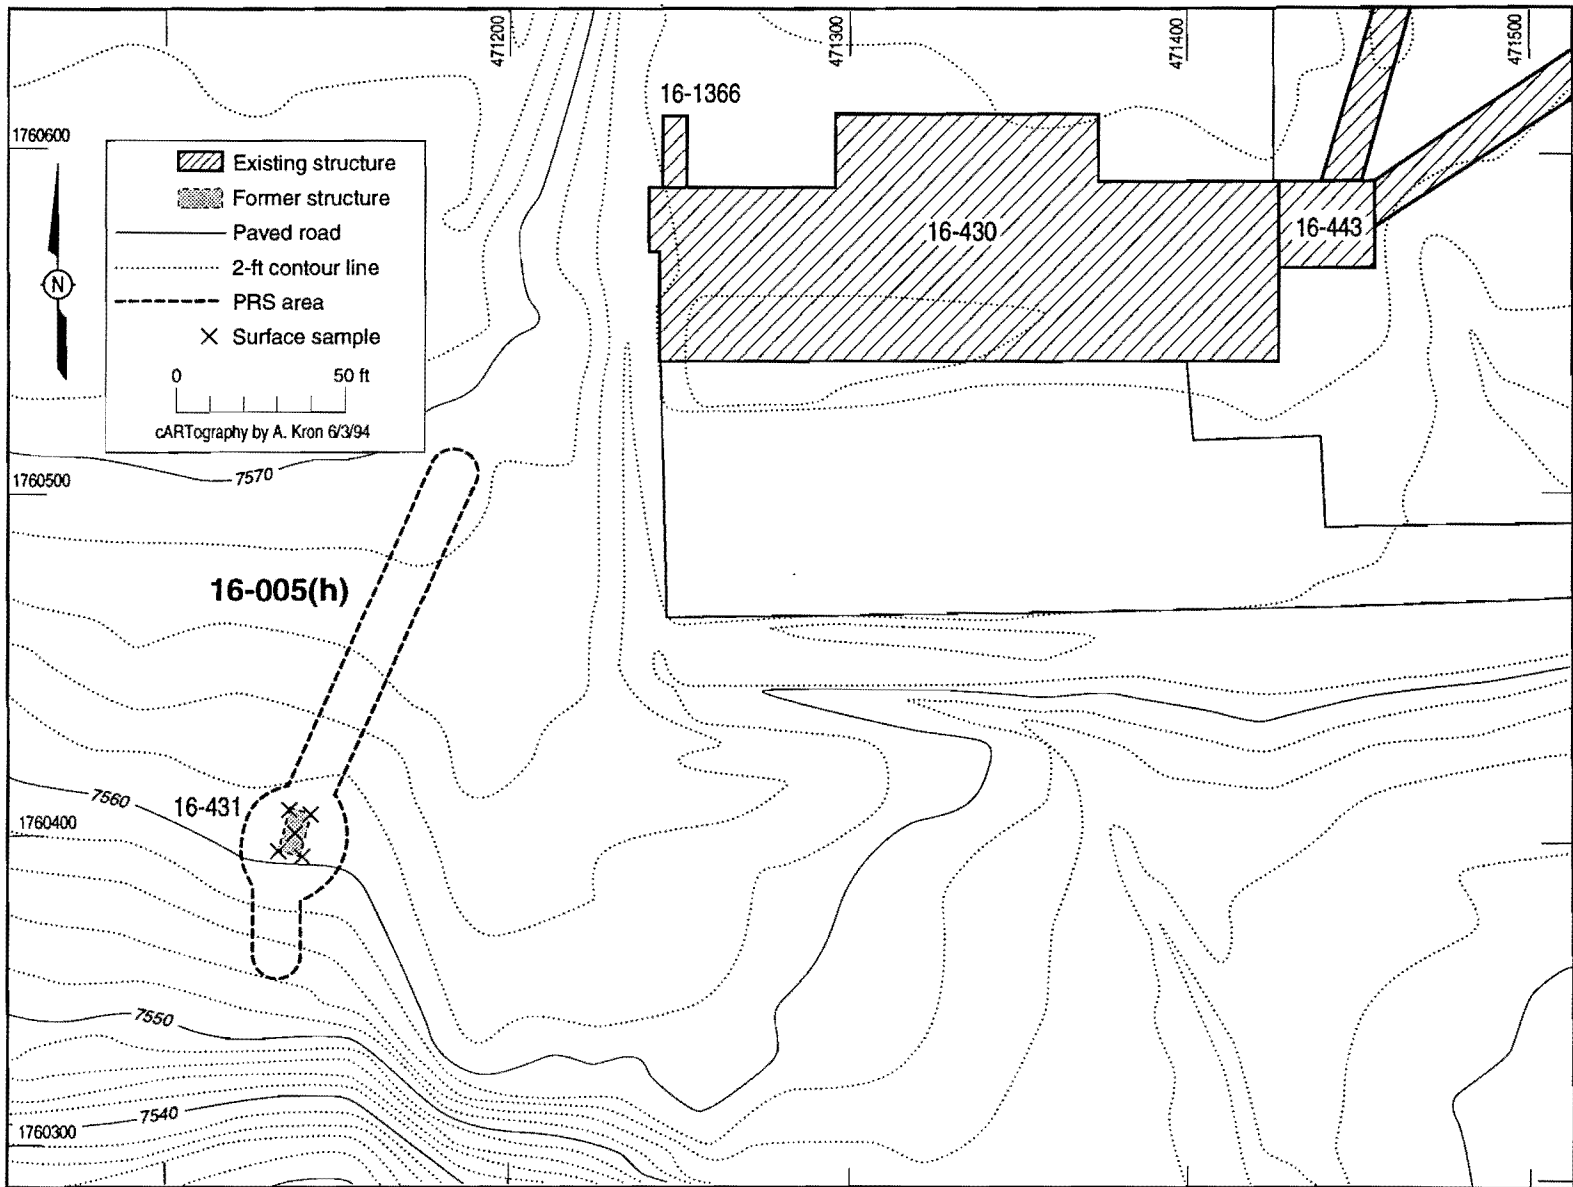 471200
471300
471400
471500
16-1366
1760600
Existing structure
Former structure
Paved road
2-ft contour line
PRS area
Surface sample
0 50 ft
cARTography by A. Kron 6/3/94
N
16-430
16-443
7570
1760500
16-005(h)
7560
16-431
1760400
7550
7540
1760300